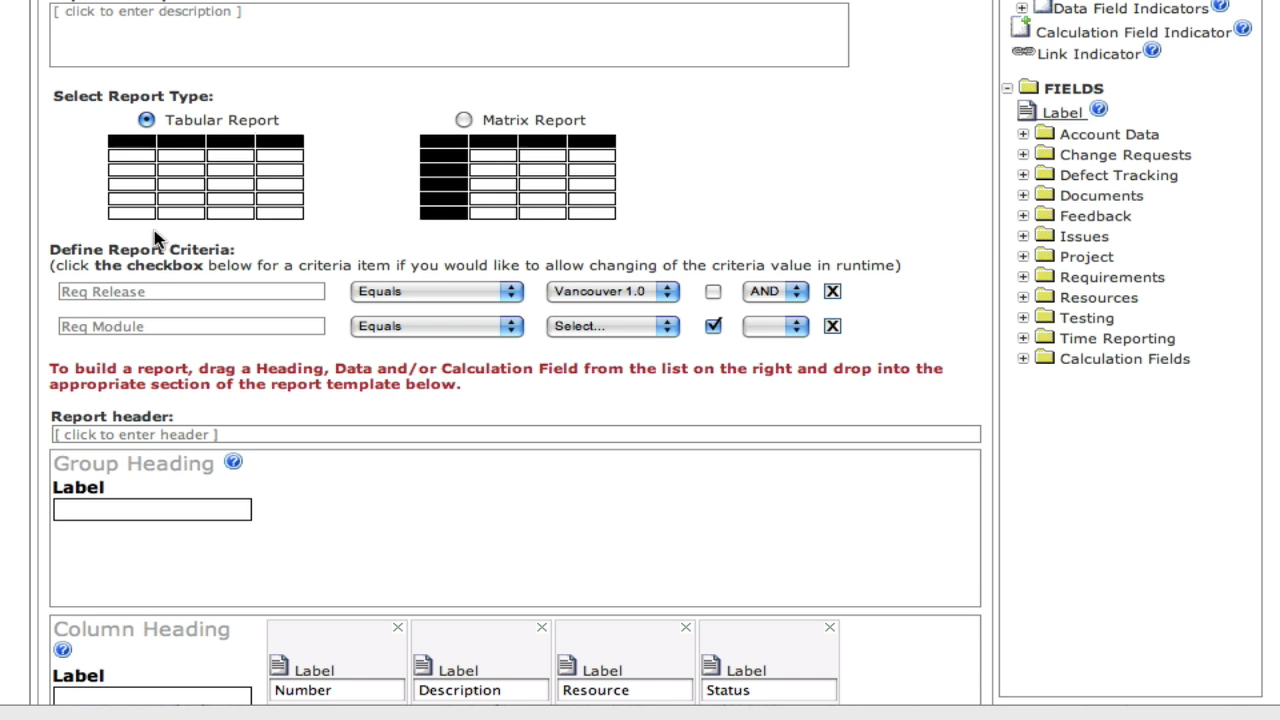 [ click to enter description ]
Select Report Type:
Tabular Report
Matrix Report
Define Report Criteria:
(click the checkbox below for a criteria item if you would like to allow changing of the criteria value in runtime)
Req Release Equals Vancouver 1.0 AND X
Req Module Equals Select... X
To build a report, drag a Heading, Data and/or Calculation Field from the list on the right and drop into the
appropriate section of the report template below.
Report header:
[ click to enter header ]
Group Heading ?
Label
Column Heading
?
Label
Label Label Label Label
Number Description Resource Status
Data Field Indicators ?
Calculation Field Indicator ?
Link Indicator ?
FIELDS
Label ?
Account Data
Change Requests
Defect Tracking
Documents
Feedback
Issues
Project
Requirements
Resources
Testing
Time Reporting
Calculation Fields